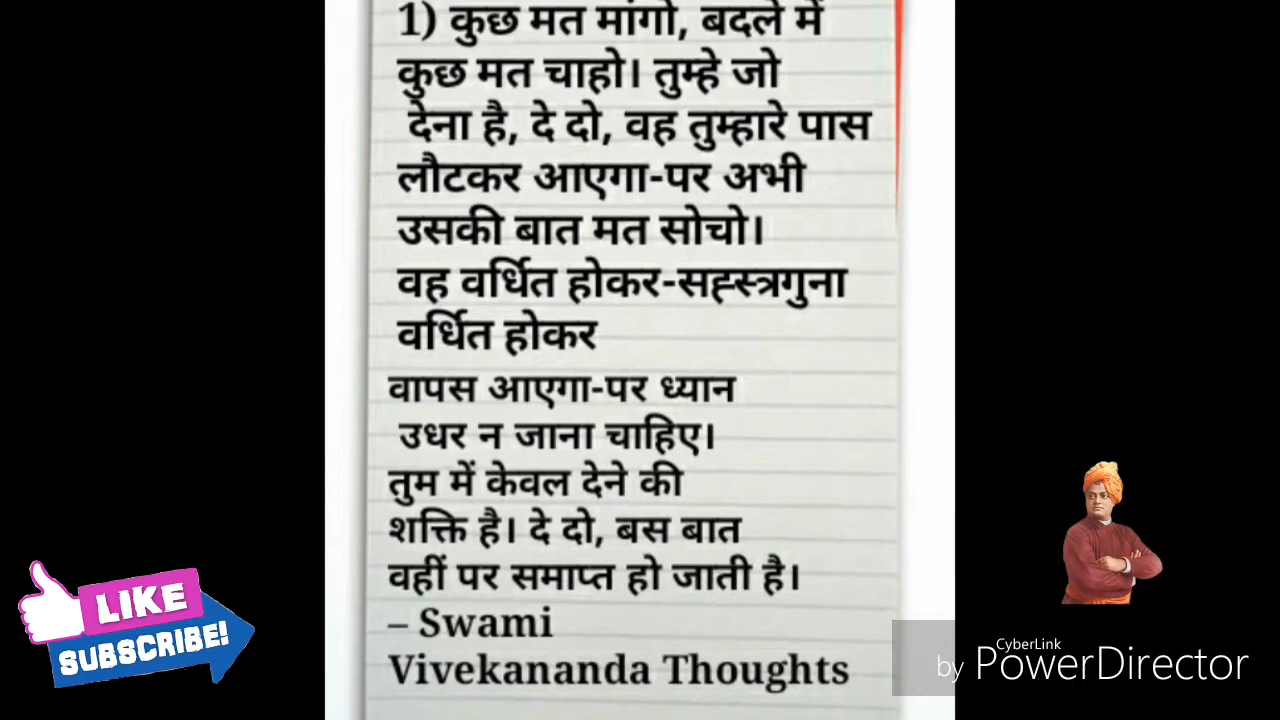 1) कुछ मत मांगो, बदले में
कुछ मत चाहो। तुम्हे जो
देना है, दे दो, वह तुम्हारे पास
लौटकर आएगा-पर अभी
उसकी बात मत सोचो।
वह वर्धित होकर-सह्स्त्रगुना
वर्धित होकर
वापस आएगा-पर ध्यान
उधर न जाना चाहिए।
तुम में केवल देने की
शक्ति है। दे दो, बस बात
वहीं पर समाप्त हो जाती है।
– Swami
Vivekananda Thoughts
LIKE
SUBSCRIBE!
CyberLink
by PowerDirector